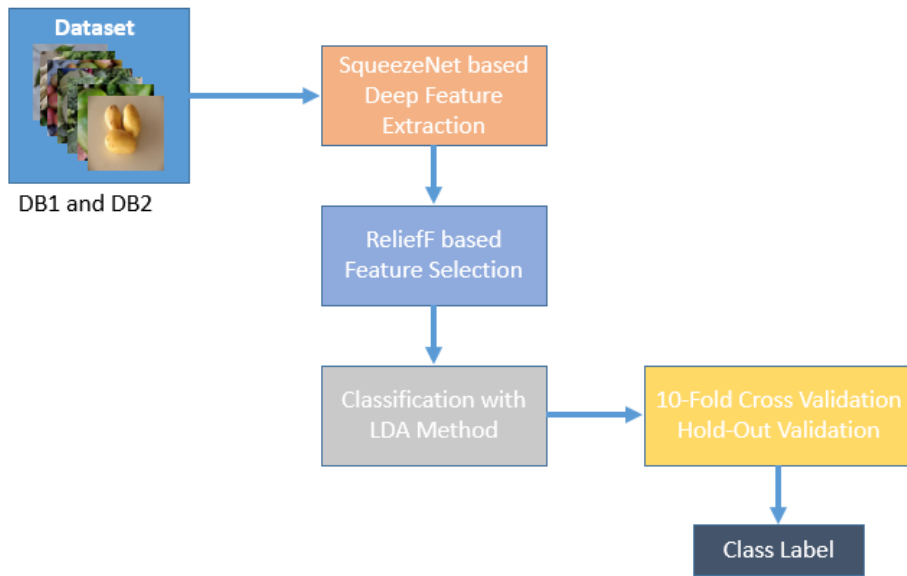 Dataset
DB1 and DB2
SqueezeNet based
Deep Feature
Extraction
ReliefF based
Feature Selection
Classification with
LDA Method
10-Fold Cross Validation
Hold-Out Validation
Class Label